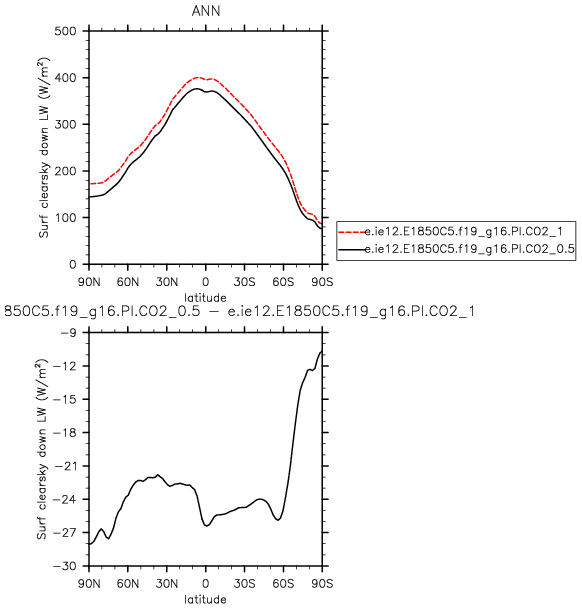 ANN
Surf clearsky down LW (W/m²)
500
400
300
200
100
0
90N 60N 30N 0 30S 60S 90S
latitude
e.ie12.E1850C5.f19_g16.PI.CO2_1
e.ie12.E1850C5.f19_g16.PI.CO2_0.5
850C5.f19_g16.PI.CO2_0.5 – e.ie12.E1850C5.f19_g16.PI.CO2_1
Surf clearsky down LW (W/m²)
-9
-12
-15
-18
-21
-24
-27
-30
90N 60N 30N 0 30S 60S 90S
latitude